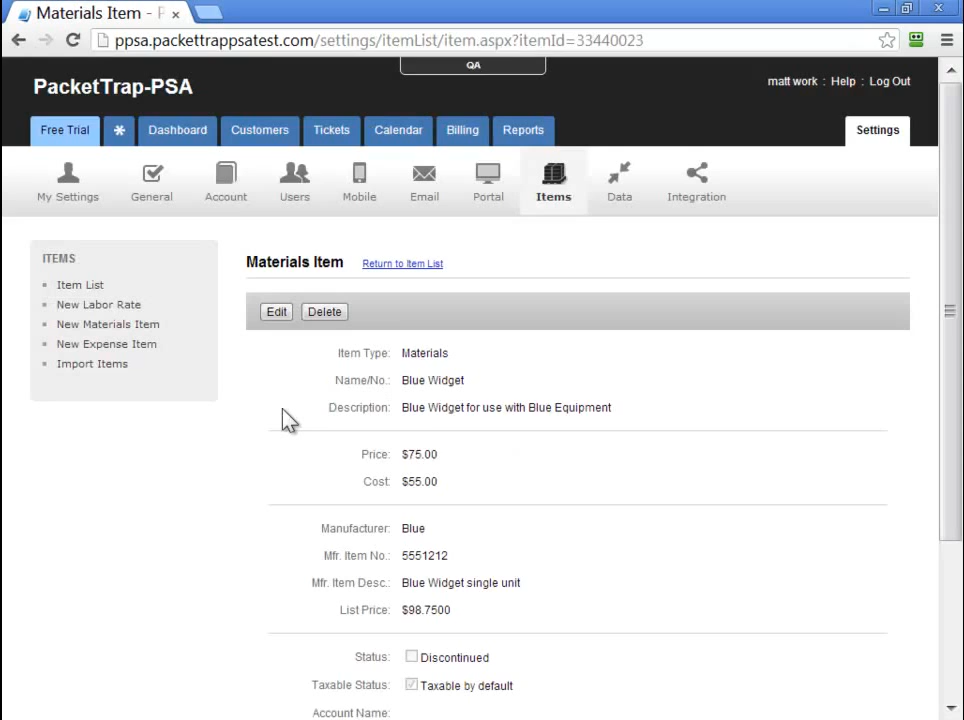 Materials Item - P
ppsa.packettrappsatest.com/settings/itemList/item.aspx?itemId=33440023
QA
PacketTrap-PSA
matt work : Help : Log Out
Free Trial * Dashboard Customers Tickets Calendar Billing Reports Settings
My Settings General Account Users Mobile Email Portal Items Data Integration
ITEMS
Item List
New Labor Rate
New Materials Item
New Expense Item
Import Items
Materials Item Return to Item List
Edit Delete
Item Type: Materials
Name/No.: Blue Widget
Description: Blue Widget for use with Blue Equipment
Price: $75.00
Cost: $55.00
Manufacturer: Blue
Mfr. Item No.: 5551212
Mfr. Item Desc.: Blue Widget single unit
List Price: $98.7500
Status: Discontinued
Taxable Status: Taxable by default
Account Name: